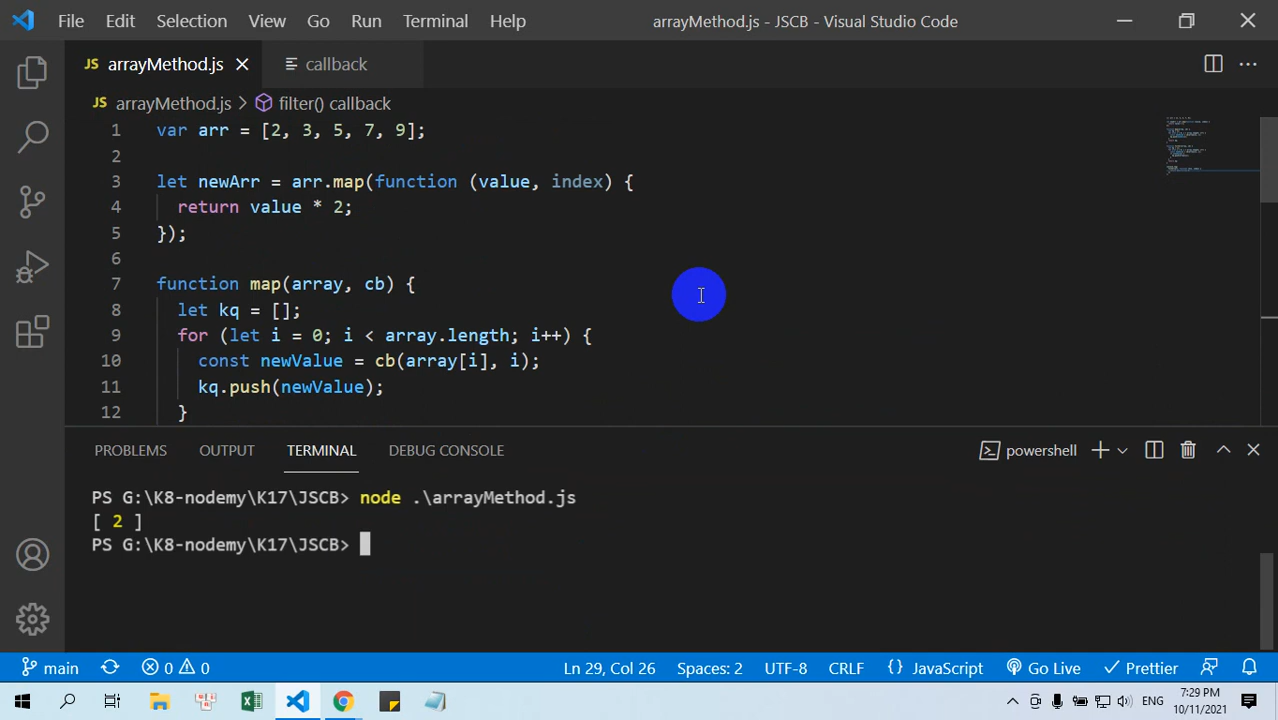 File Edit Selection View Go Run Terminal Help arrayMethod.js - JSCB - Visual Studio Code
JS arrayMethod.js callback
JS arrayMethod.js > filter() callback
1 var arr = [2, 3, 5, 7, 9];
2
3 let newArr = arr.map(function (value, index) {
4 return value * 2;
5 });
6
7 function map(array, cb) {
8 let kq = [];
9 for (let i = 0; i < array.length; i++) {
10 const newValue = cb(array[i], i);
11 kq.push(newValue);
12 }
PROBLEMS OUTPUT TERMINAL DEBUG CONSOLE powershell
PS G:\K8-nodemy\K17\JSCB> node .\arrayMethod.js
[ 2 ]
PS G:\K8-nodemy\K17\JSCB>
main 0 0 Ln 29, Col 26 Spaces: 2 UTF-8 CRLF {} JavaScript Go Live Prettier
ENG 7:29 PM
10/11/2021